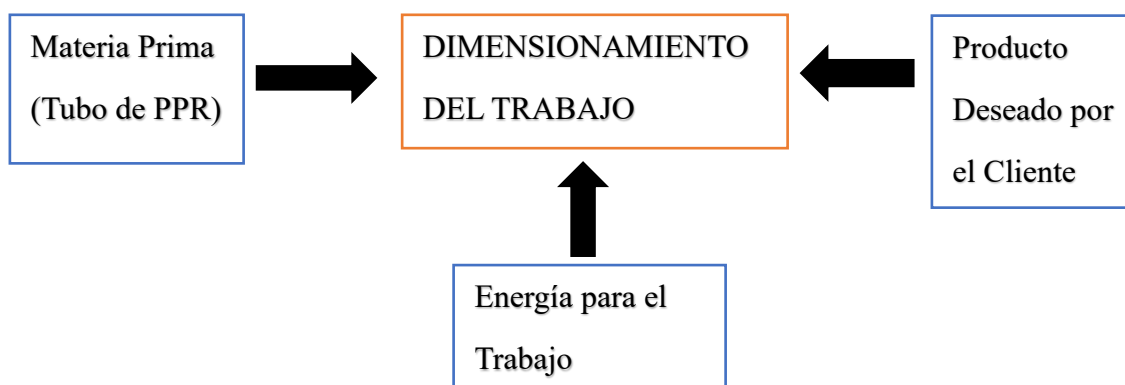 Materia Prima
(Tubo de PPR)
DIMENSIONAMIENTO
DEL TRABAJO
Producto
Deseado por
el Cliente
Energía para el
Trabajo